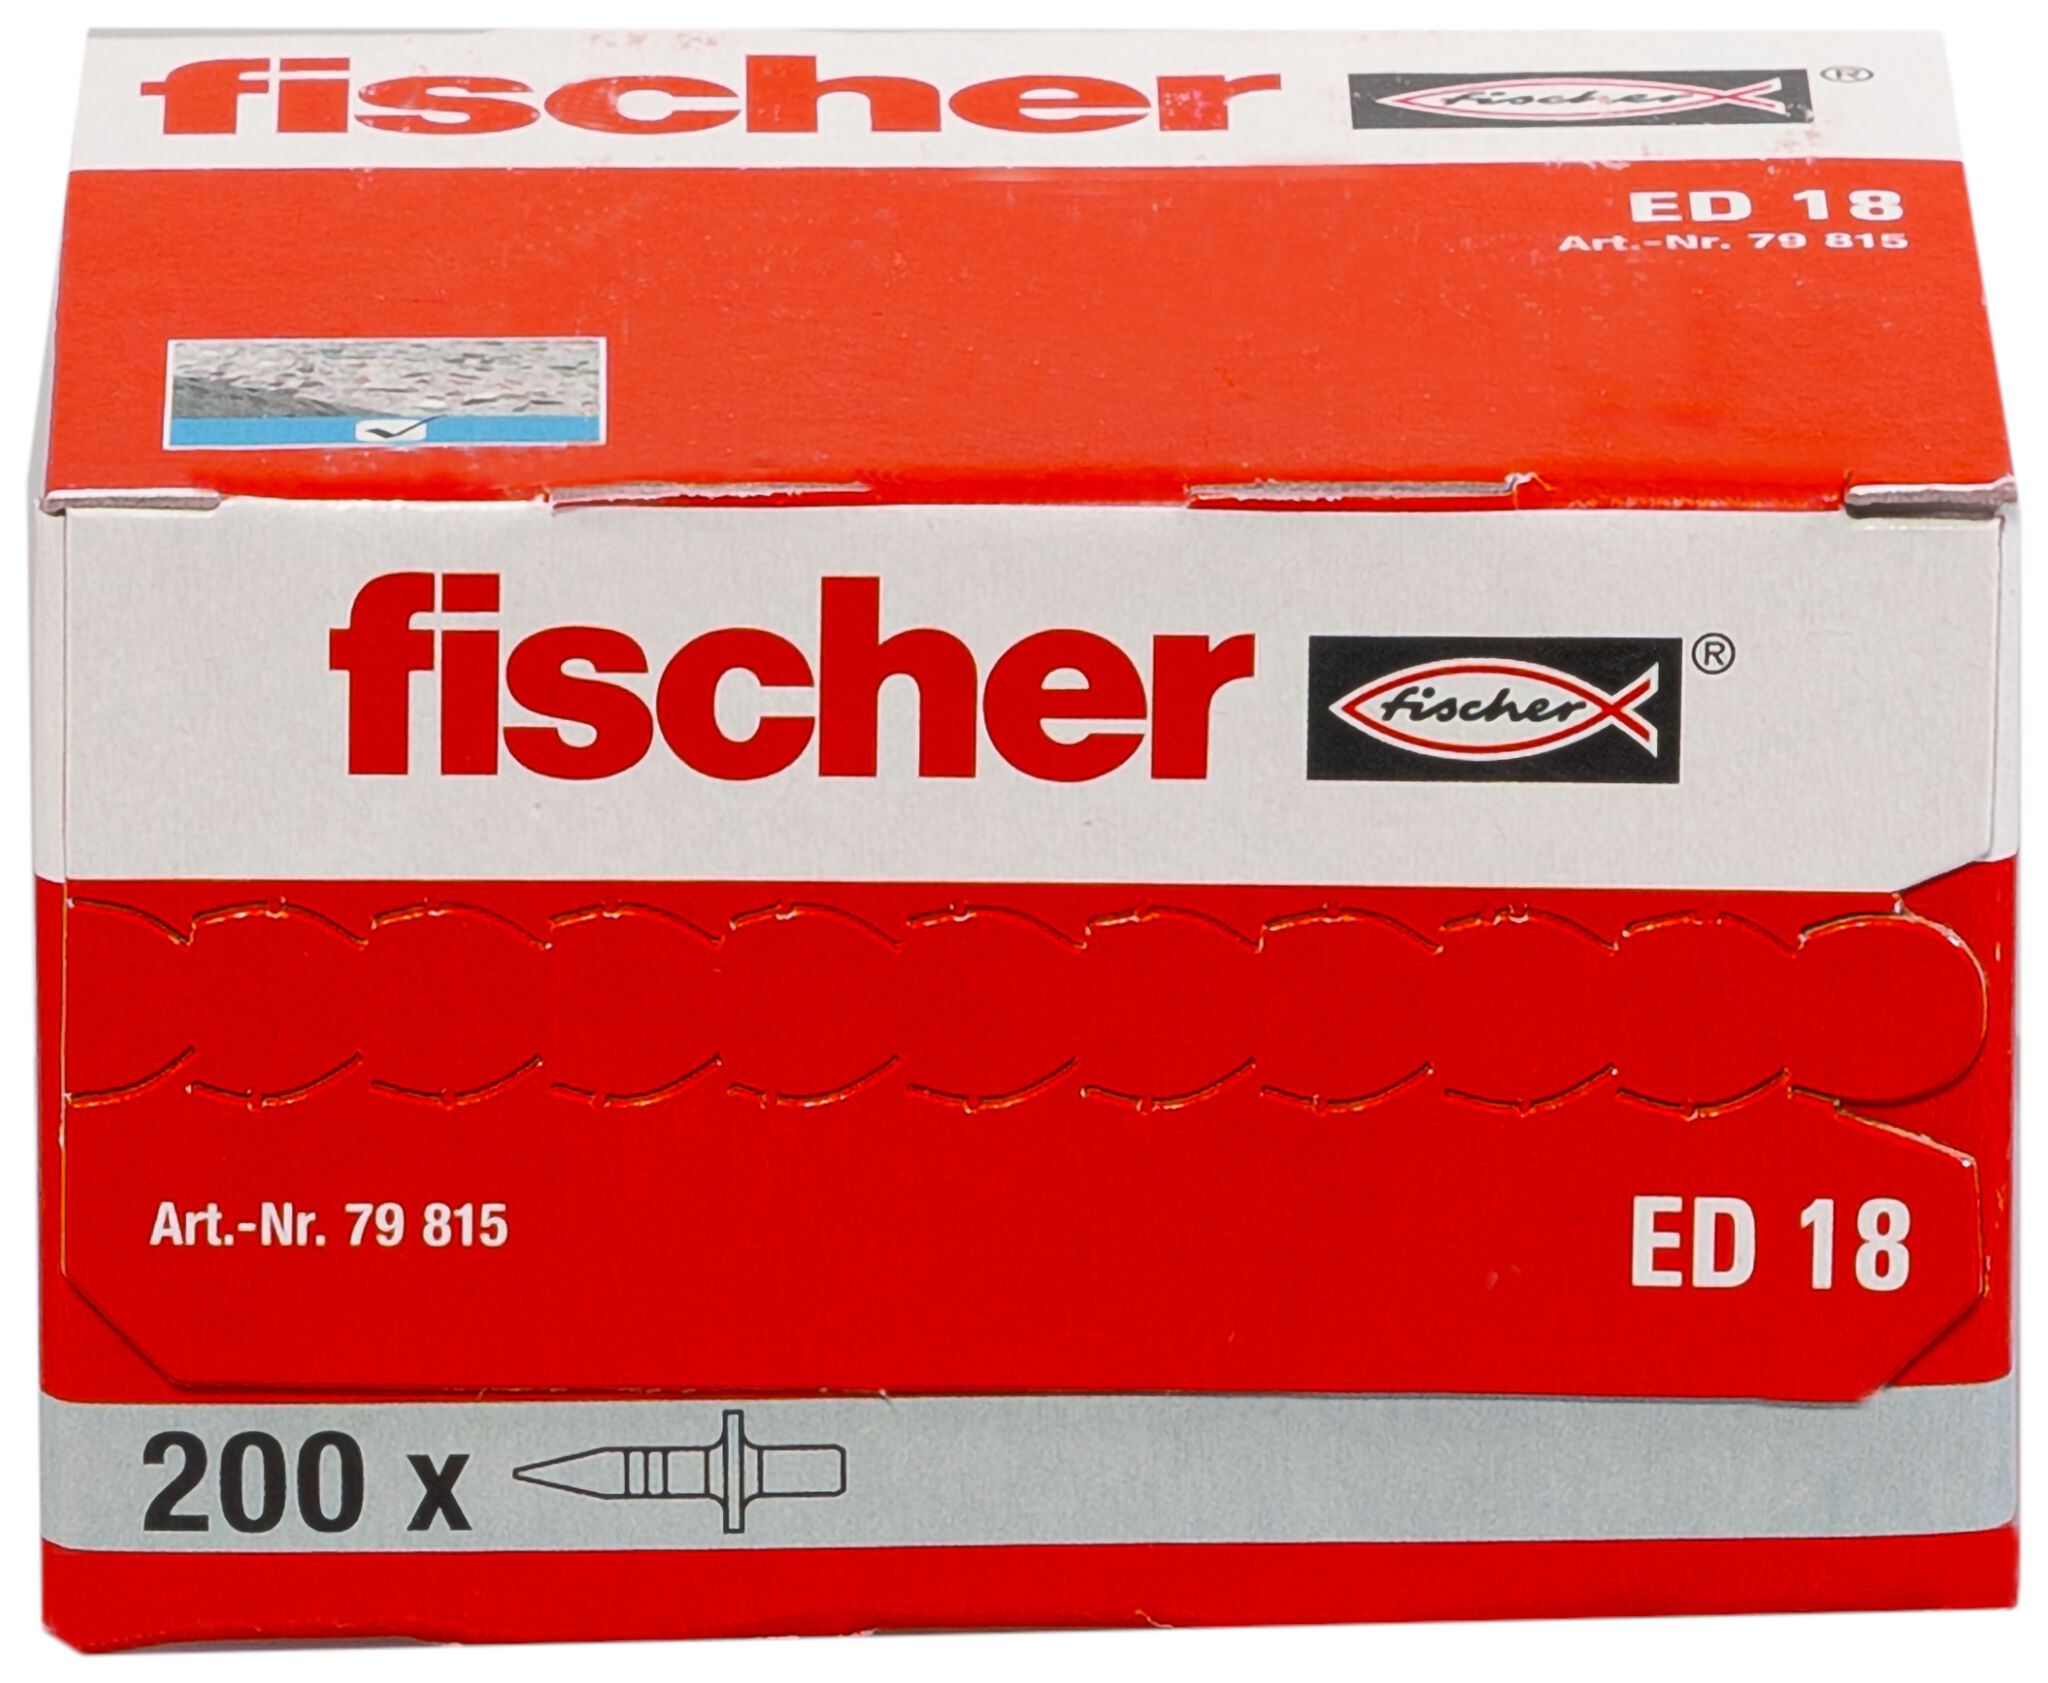 fischer fischer ®
ED 18
Art.-Nr. 79 815
fischer fischer ®
Art.-Nr. 79 815
ED 18
200 x